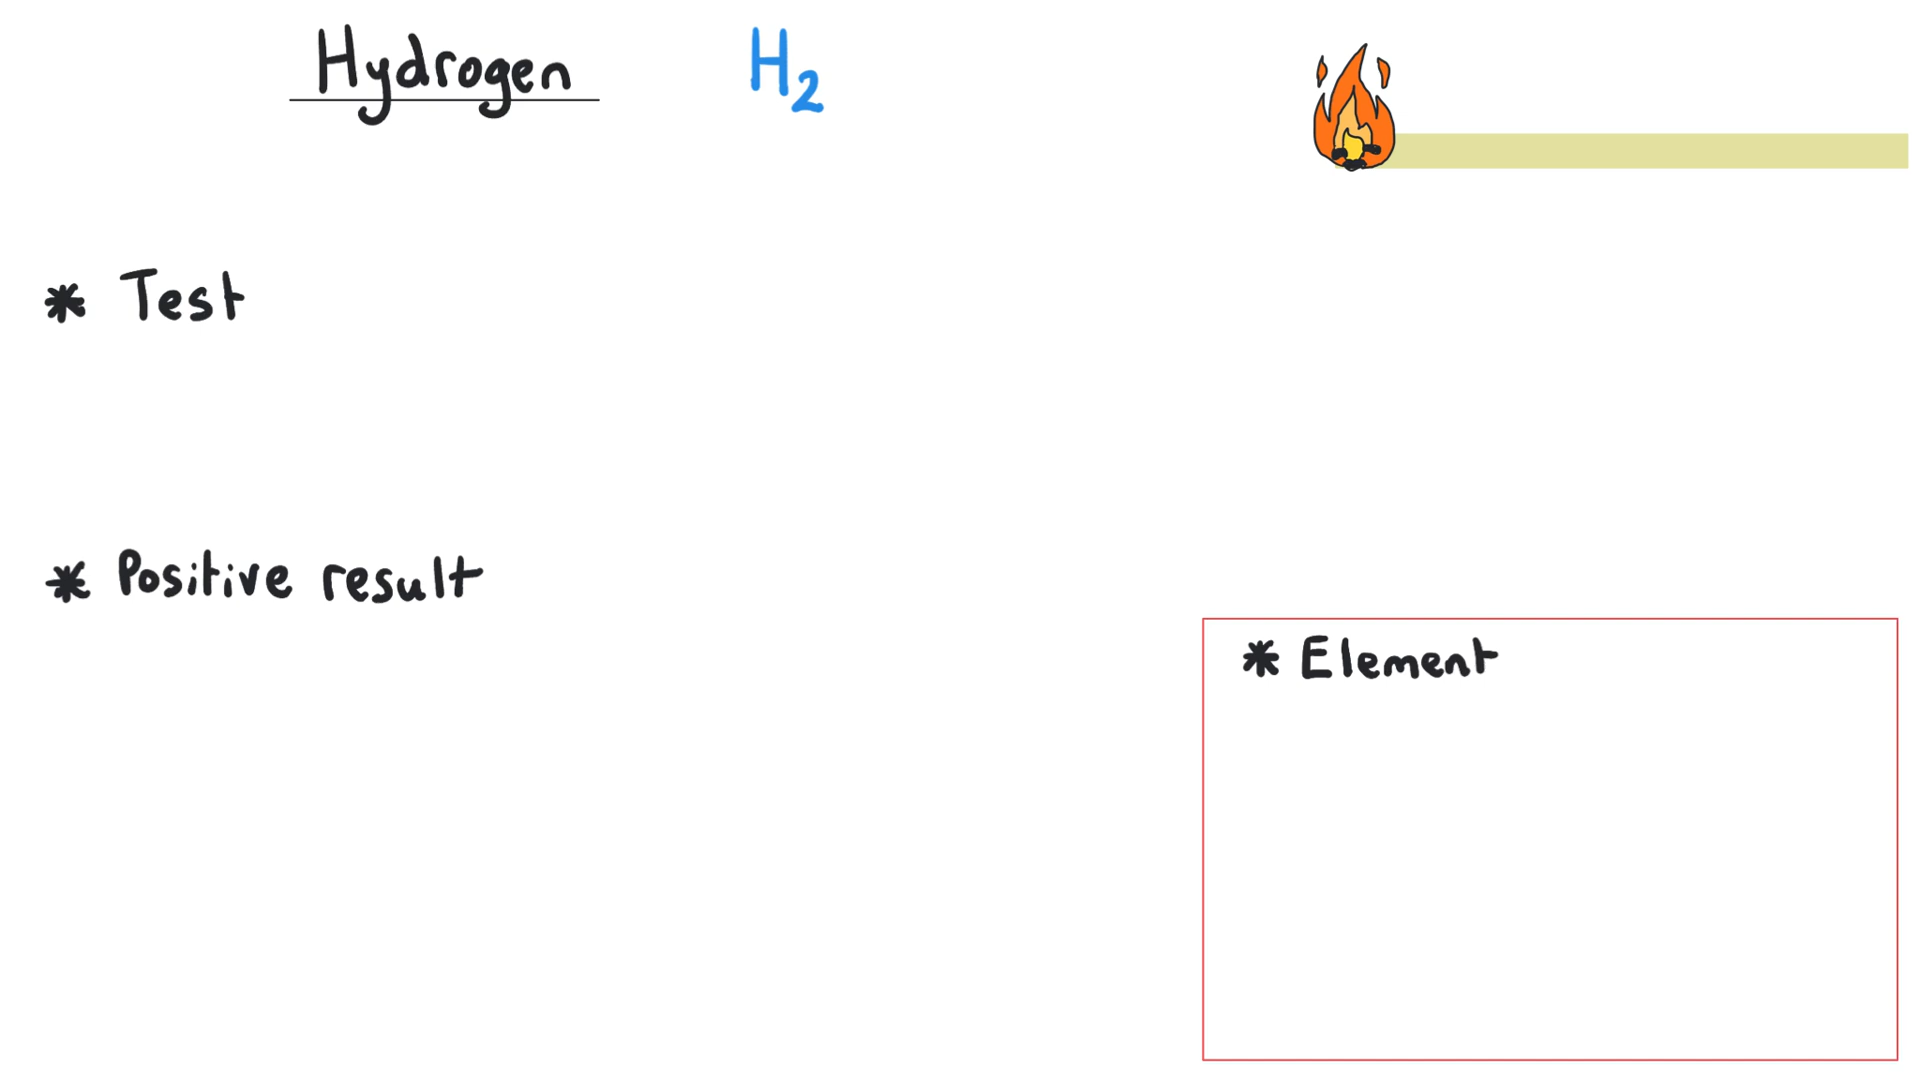 Hydrogen H₂
* Test
* Positive result
* Element